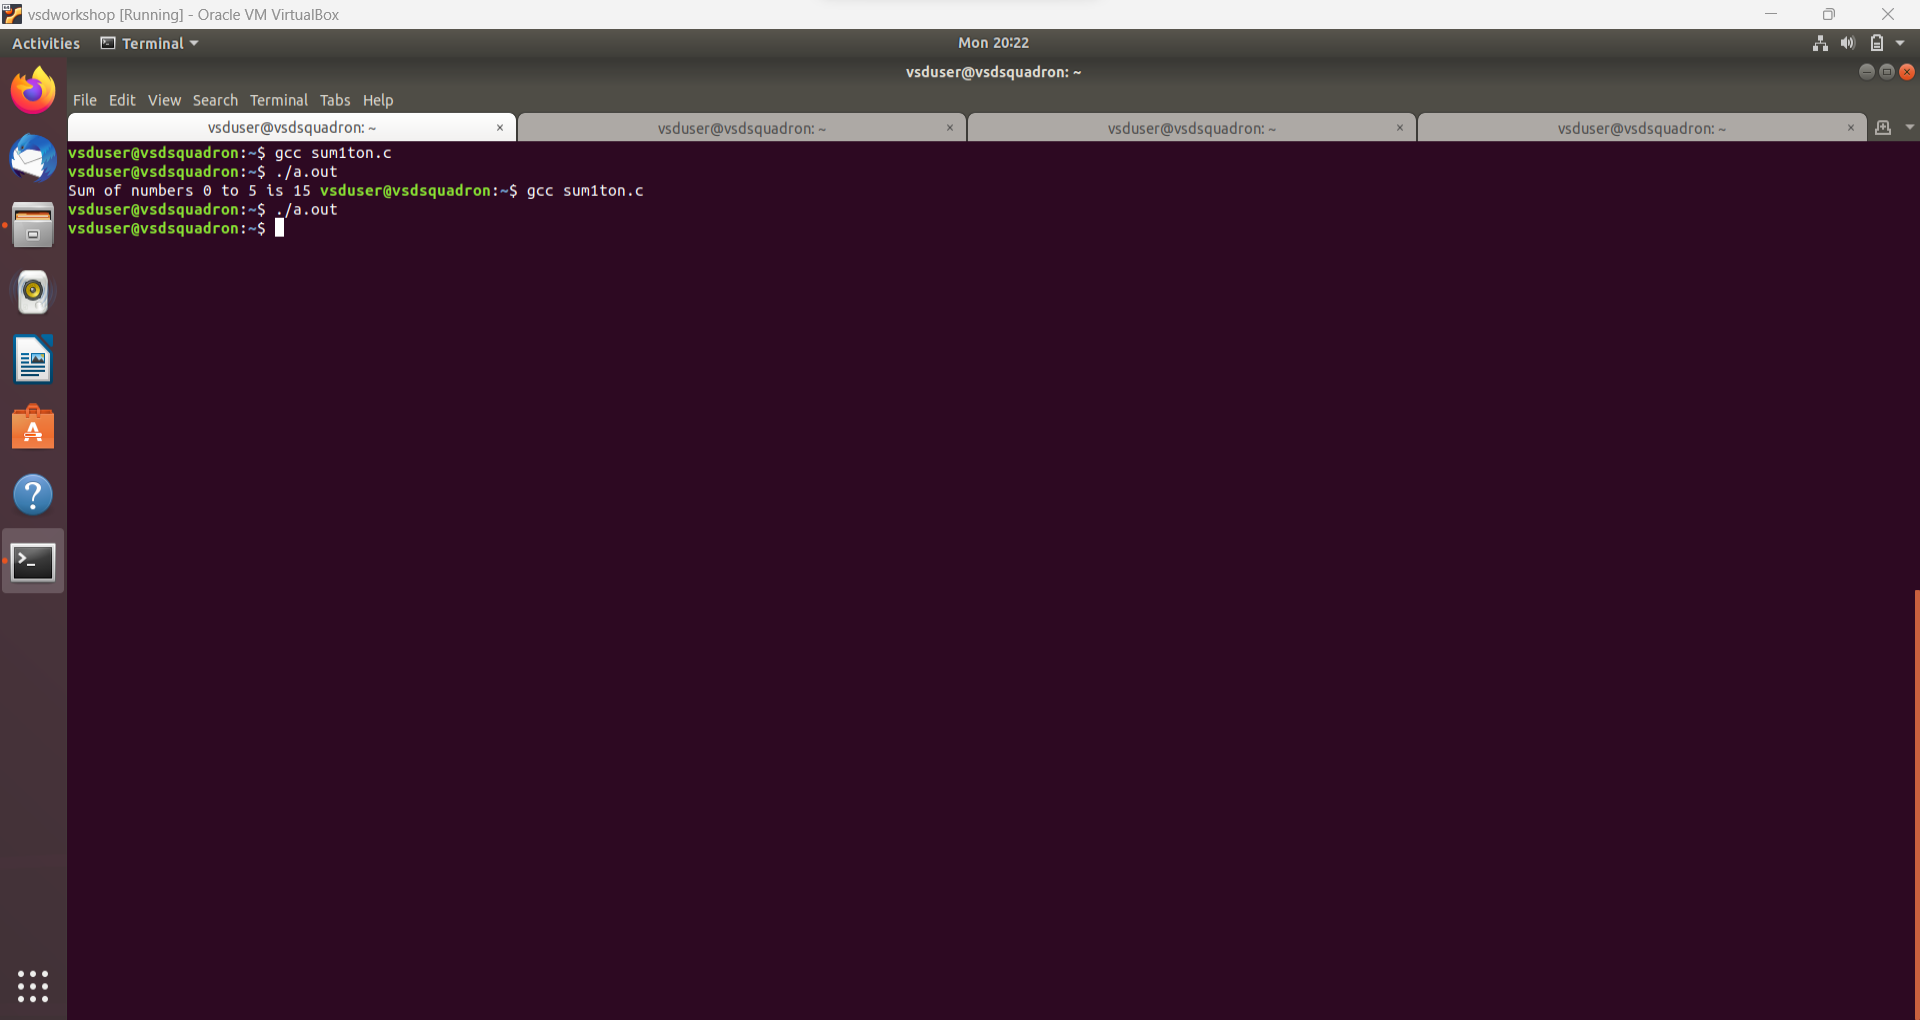 vsdworkshop [Running] - Oracle VM VirtualBox
Activities Terminal Mon 20:22
vsduser@vsdsquadron: ~
File Edit View Search Terminal Tabs Help
vsduser@vsdsquadron: ~ × vsduser@vsdsquadron: ~ × vsduser@vsdsquadron: ~ × vsduser@vsdsquadron: ~ ×
vsduser@vsdsquadron:~$ gcc sum1ton.c
vsduser@vsdsquadron:~$ ./a.out
Sum of numbers 0 to 5 is 15 vsduser@vsdsquadron:~$ gcc sum1ton.c
vsduser@vsdsquadron:~$ ./a.out
vsduser@vsdsquadron:~$